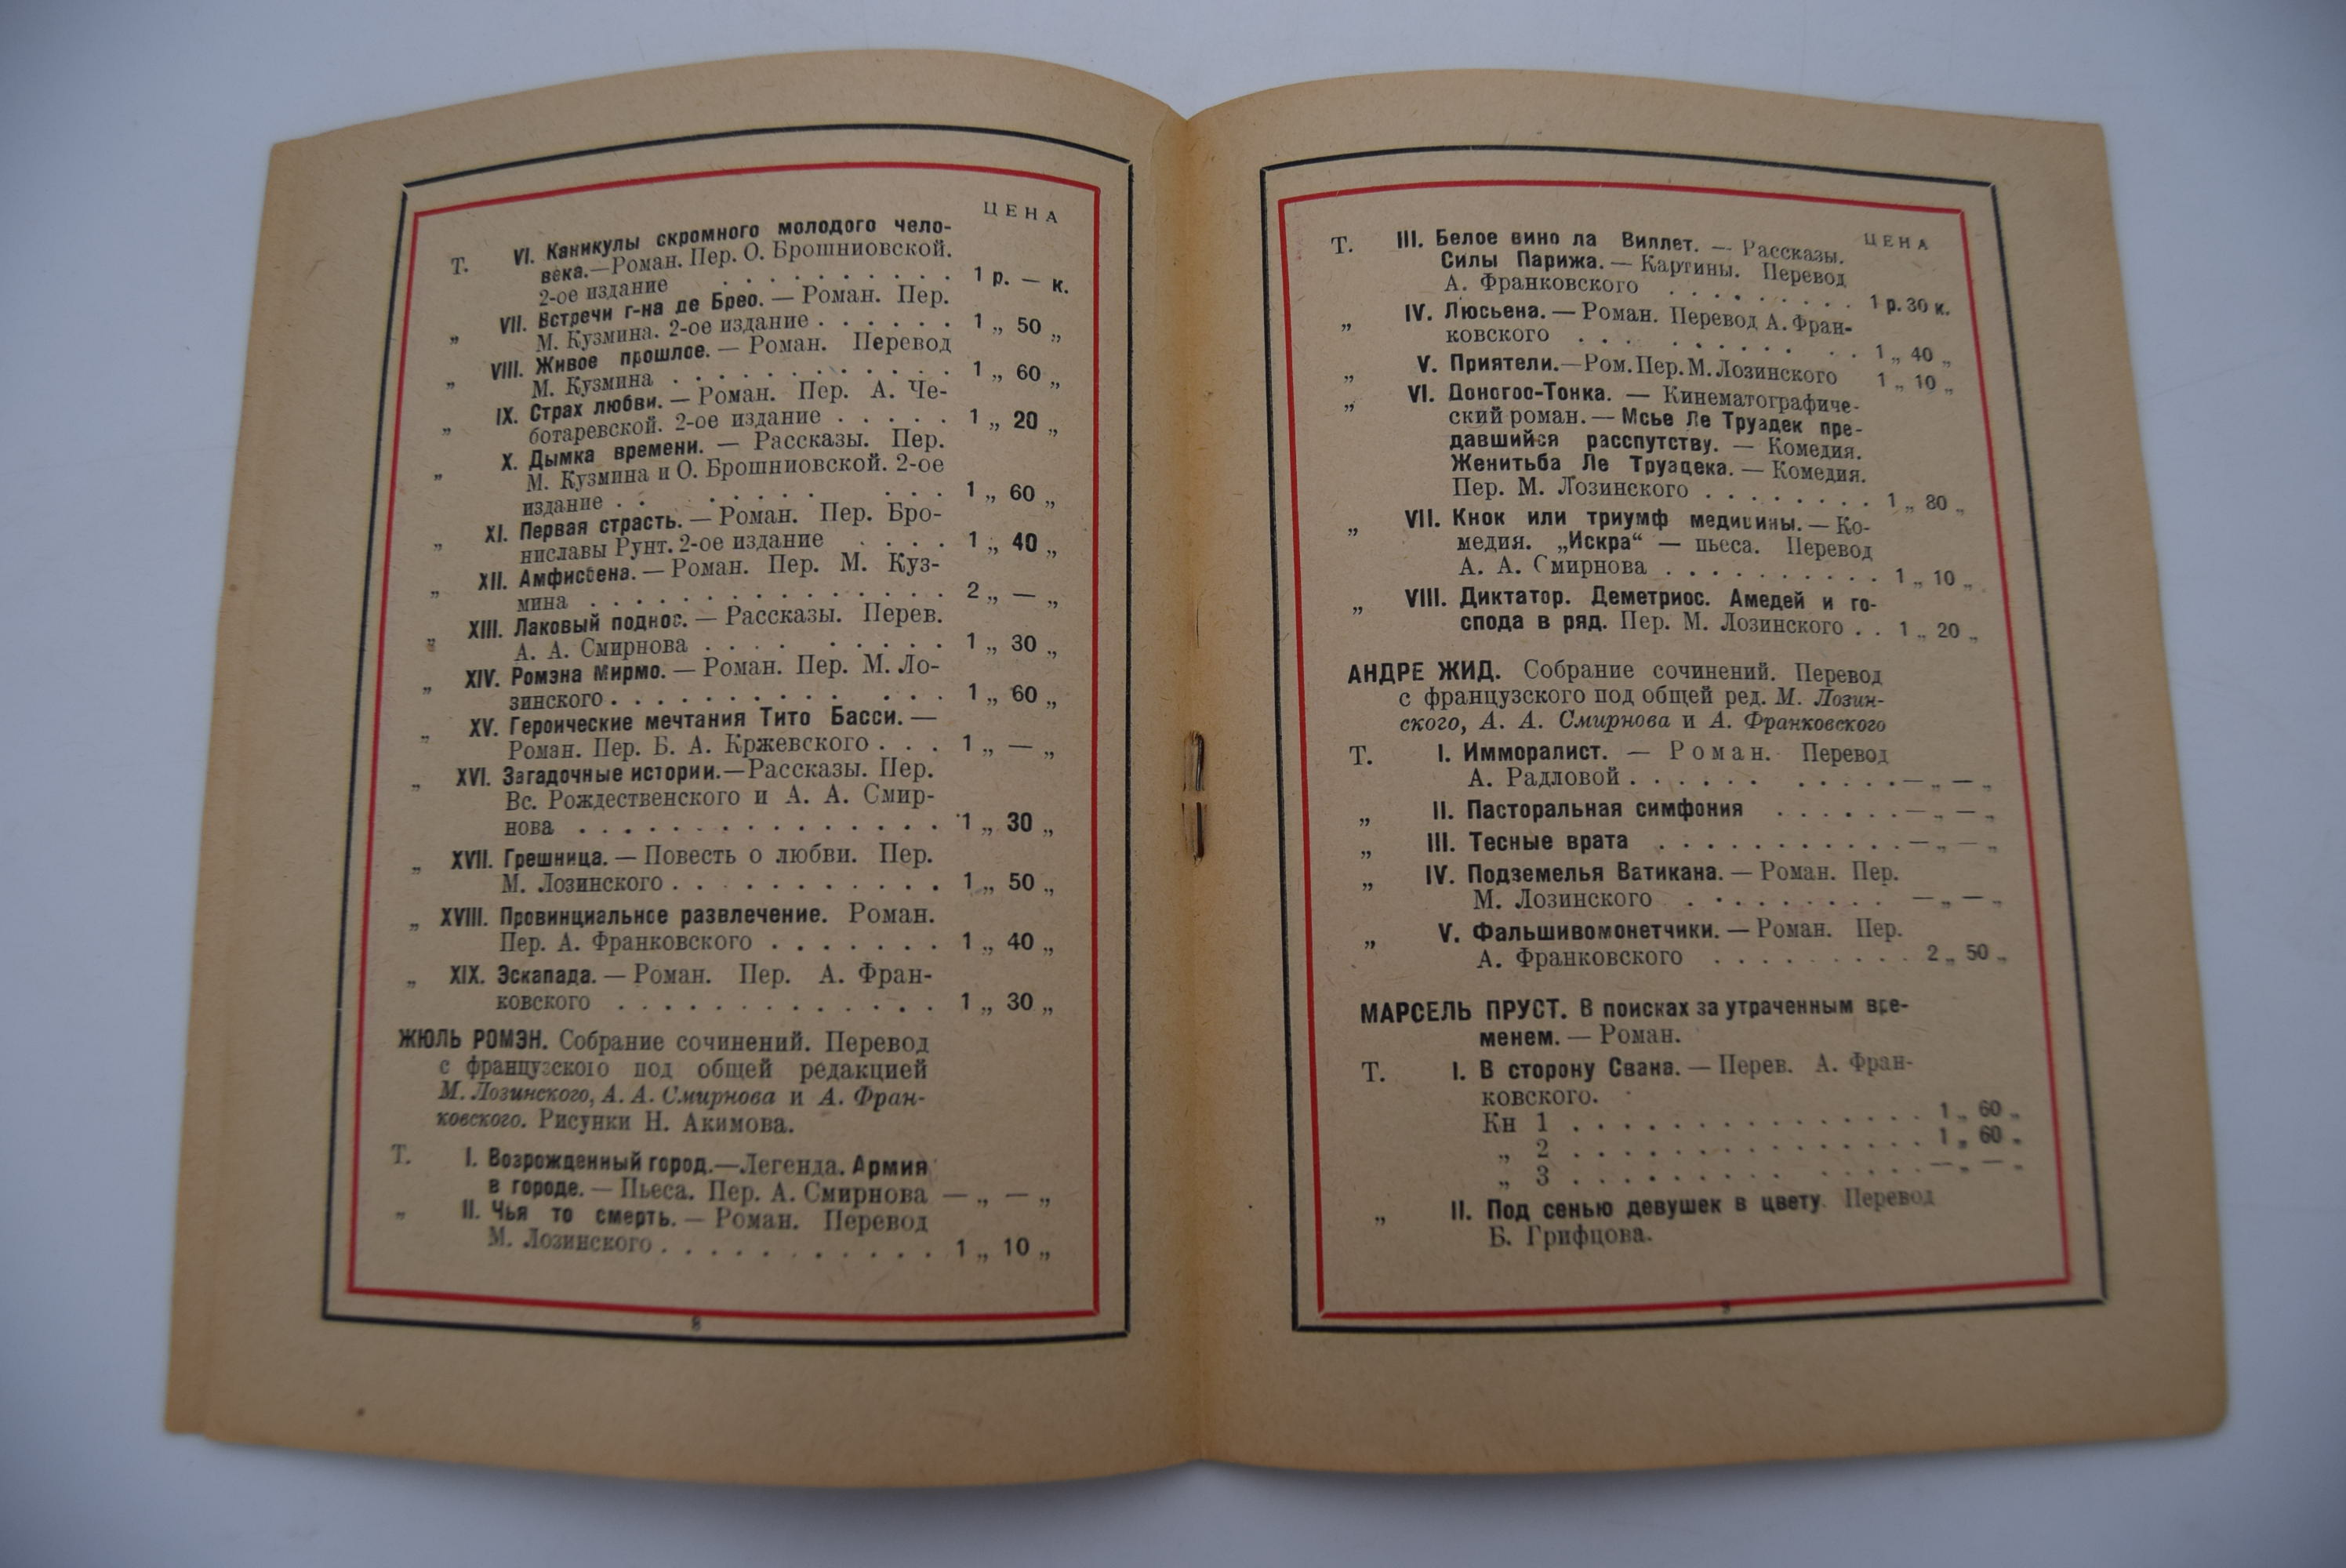 ЦЕНА
Т. VI. Каникулы скромного молодого чело-
века.—Роман. Пер. О. Брошниовской.
2-ое издание . . . . . . . . . 1 р. — к.
„ VII. Встречи г-на де Брео. — Роман. Пер.
М. Кузмина. 2-ое издание . . . . . . 1 „ 50 „
„ VIII. Живое прошлое. — Роман. Перевод
М. Кузмина . . . . . . . . . . . . 1 „ 60 „
„ IX. Страх любви. — Роман. Пер. А. Че-
ботаревской. 2-ое издание . . . . . 1 „ 20 „
„ X. Дымка времени. — Рассказы. Пер.
М. Кузмина и О. Брошниовской. 2-ое
издание . . . . . . . . . . 1 „ 60 „
„ XI. Первая страсть. — Роман. Пер. Бро-
ниславы Рунт. 2-ое издание . . . . 1 „ 40 „
„ XII. Амфисбена. — Роман. Пер. М. Куз-
мина . . . . . . . . . . . . . . . 2 „ — „
„ XIII. Лаковый поднос. — Рассказы. Перев.
А. А. Смирнова . . . . . . . . . 1 „ 30 „
„ XIV. Ромэна Мирмо. — Роман. Пер. М. Ло-
зинского . . . . . . . . . . . . . 1 „ 60 „
„ XV. Героические мечтания Тито Басси. —
Роман. Пер. Б. А. Кржевского . . . 1 „ — „
„ XVI. Загадочные истории.—Рассказы. Пер.
Вс. Рождественского и А. А. Смир-
нова . . . . . . . . . . . . . . . 1 „ 30 „
„ XVII. Грешница. — Повесть о любви. Пер.
М. Лозинского . . . . . . . . . . . 1 „ 50 „
„ XVIII. Провинциальное развлечение. Роман.
Пер. А. Франковского . . . . . . . 1 „ 40 „
„ XIX. Эскапада. — Роман. Пер. А. Фран-
ковского . . . . . . . . . . . . . 1 „ 30 „
ЖЮЛЬ РОМЭН. Собрание сочинений. Перевод
с французского под общей редакцией
М. Лозинского, А. А. Смирнова и А. Фран-
ковского. Рисунки Н. Акимова.
Т. I. Возрожденный город.—Легенда. Армия
в городе. — Пьеса. Пер. А. Смирнова — „ — „
„ II. Чья то смерть. — Роман. Перевод
М. Лозинского . . . . . . . . . . . 1 „ 10 „
8
ЦЕНА
Т. III. Белое вино ла Виллет. — Рассказы.
Силы Парижа. — Картины. Перевод
А. Франковского . . . . . . . . . 1 р. 30 к.
„ IV. Люсьена. — Роман. Перевод А. Фран-
ковского . . . . . . . . . . . 1 „ 40 „
„ V. Приятели.—Ром. Пер. М. Лозинского 1 „ 10 „
„ VI. Доногоо-Тонка. — Кинематографиче-
ский роман. — Мсье Ле Труадек пре-
давшийся расспутству. — Комедия.
Женитьба Ле Труадека. — Комедия.
Пер. М. Лозинского . . . . . . . . 1 „ 80 „
„ VII. Кнок или триумф медицины. — Ко-
медия. „Искра“ — пьеса. Перевод
А. А. Смирнова . . . . . . . . . . 1 „ 10 „
„ VIII. Диктатор. Деметриос. Амедей и го-
спода в ряд. Пер. М. Лозинского . . 1 „ 20 „
АНДРЕ ЖИД. Собрание сочинений. Перевод
с французского под общей ред. М. Лозин-
ского, А. А. Смирнова и А. Франковского
Т. I. Имморалист. — Роман. Перевод
А. Радловой . . . . . . . . . . . — „ — „
„ II. Пасторальная симфония . . . . . . — „ — „
„ III. Тесные врата . . . . . . . . . . . — „ — „
„ IV. Подземелья Ватикана. — Роман. Пер.
М. Лозинского . . . . . . . . . — „ — „
„ V. Фальшивомонетчики. — Роман. Пер.
А. Франковского . . . . . . . . . 2 „ 50 „
МАРСЕЛЬ ПРУСТ. В поисках за утраченным вре-
менем. — Роман.
Т. I. В сторону Свана. — Перев. А. Фран-
ковского.
Кн 1 . . . . . . . . . . . . . . . 1 „ 60 „
„ 2 . . . . . . . . . . . . . . . 1 „ 60 „
„ 3 . . . . . . . . . . . . . . — „ — „
„ II. Под сенью девушек в цвету. Перевод
Б. Грифцова.
9